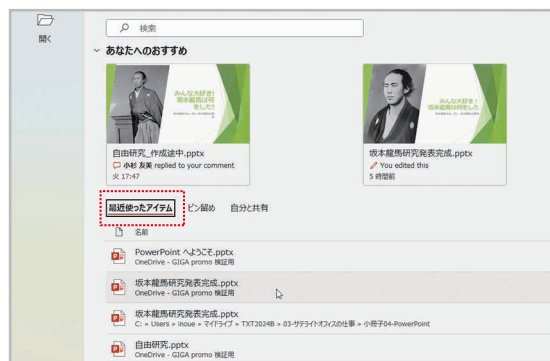 開く
検索
あなたへのおすすめ
みんな大好き!
坂本龍馬は何
をした?
自由研究_作成途中.pptx
小杉 友美 replied to your comment
火 17:47
みんな大好き!
坂本龍馬は何
をした?
坂本龍馬研究発表完成.pptx
You edited this
5 時間前
最近使ったアイテム ピン留め 自分と共有
名前
PowerPoint へようこそ.pptx
OneDrive - GIGA promo 検証用
坂本龍馬研究発表完成.pptx
OneDrive - GIGA promo 検証用
坂本龍馬研究発表完成.pptx
C: » Users » inoue » マイドライブ » TXT2024B » 03-サテライトオフィスの仕事 » 小冊子04-PowerPoint
自由研究.pptx
OneDrive - GIGA promo 検証用